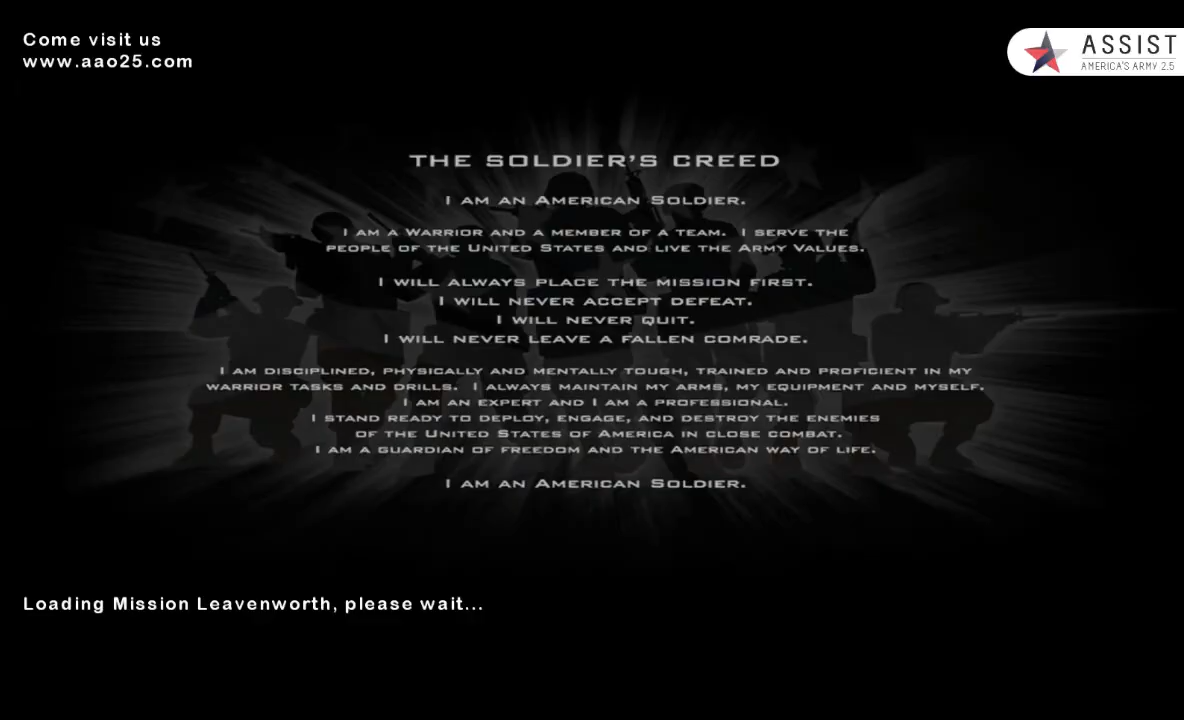 Come visit us
www.aao25.com
ASSIST
AMERICA'S ARMY 2.5
THE SOLDIER'S CREED
I AM AN AMERICAN SOLDIER.
I AM A WARRIOR AND A MEMBER OF A TEAM. I SERVE THE
PEOPLE OF THE UNITED STATES AND LIVE THE ARMY VALUES.
I WILL ALWAYS PLACE THE MISSION FIRST.
I WILL NEVER ACCEPT DEFEAT.
I WILL NEVER QUIT.
I WILL NEVER LEAVE A FALLEN COMRADE.
I AM DISCIPLINED, PHYSICALLY AND MENTALLY TOUGH, TRAINED AND PROFICIENT IN MY
WARRIOR TASKS AND DRILLS. I ALWAYS MAINTAIN MY ARMS, MY EQUIPMENT AND MYSELF.
I AM AN EXPERT AND I AM A PROFESSIONAL.
I STAND READY TO DEPLOY, ENGAGE, AND DESTROY THE ENEMIES
OF THE UNITED STATES OF AMERICA IN CLOSE COMBAT.
I AM A GUARDIAN OF FREEDOM AND THE AMERICAN WAY OF LIFE.
I AM AN AMERICAN SOLDIER.
Loading Mission Leavenworth, please wait...